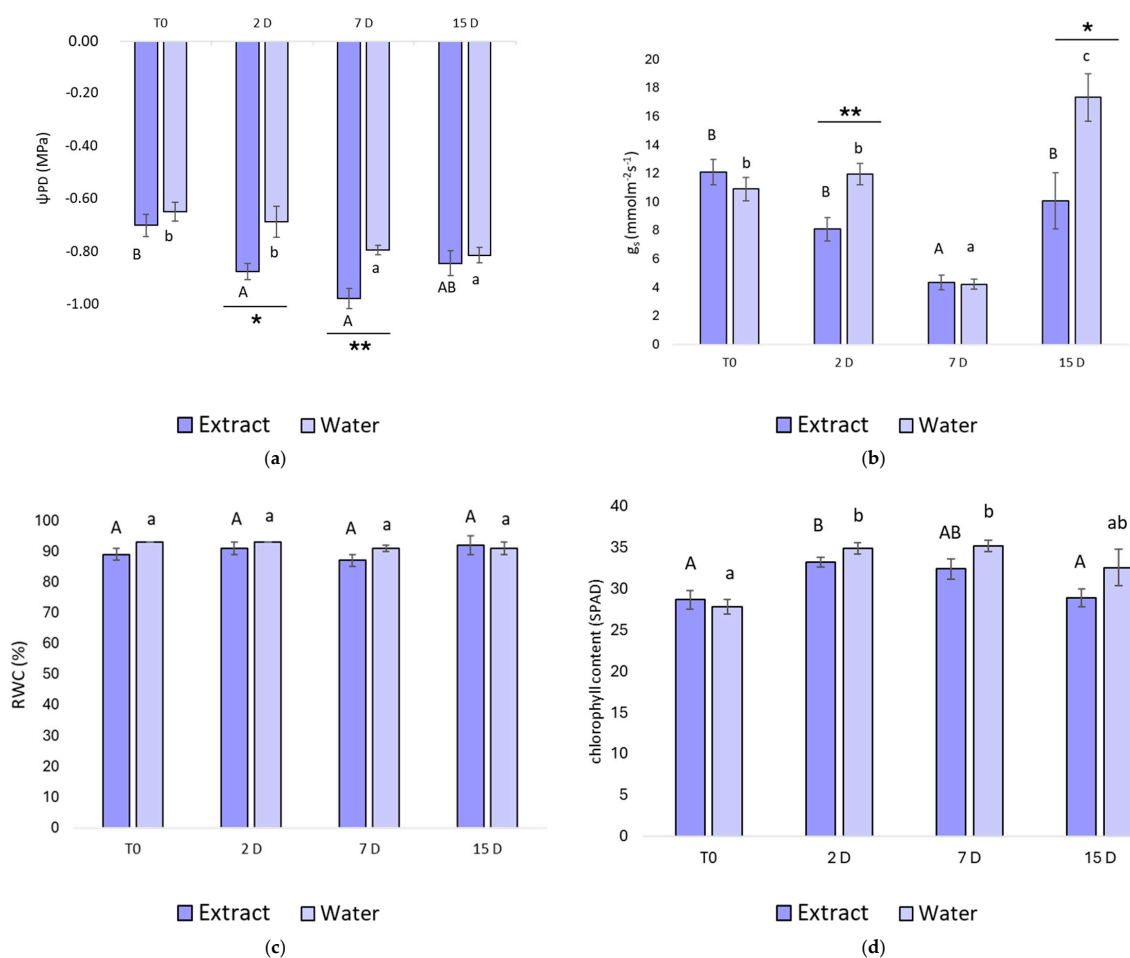 T0 2 D 7 D 15 D
0.00
-0.20
-0.40
-0.60
-0.80
-1.00
ψPD (MPa)
B b A b A a AB a
* **
Extract Water
(a)
20
18
16
14
12
10
8
6
4
2
0
gs (mmolm-2s-1)
B b B b A a B c
** *
T0 2 D 7 D 15 D
Extract Water
(b)
100
90
80
70
60
50
40
30
20
10
0
RWC (%)
A a A a A a A a
T0 2 D 7 D 15 D
Extract Water
(c)
40
35
30
25
20
15
10
5
0
chlorophyll content (SPAD)
A a B b AB b A ab
T0 2 D 7 D 15 D
Extract Water
(d)